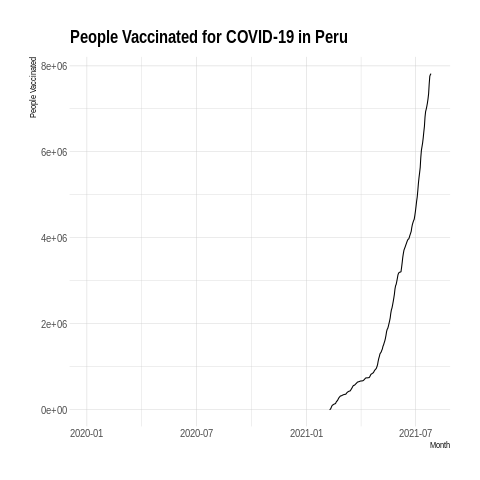 People Vaccinated for COVID-19 in Peru
People Vaccinated
8e+06
6e+06
4e+06
2e+06
0e+00
2020-01
2020-07
2021-01
2021-07
Month